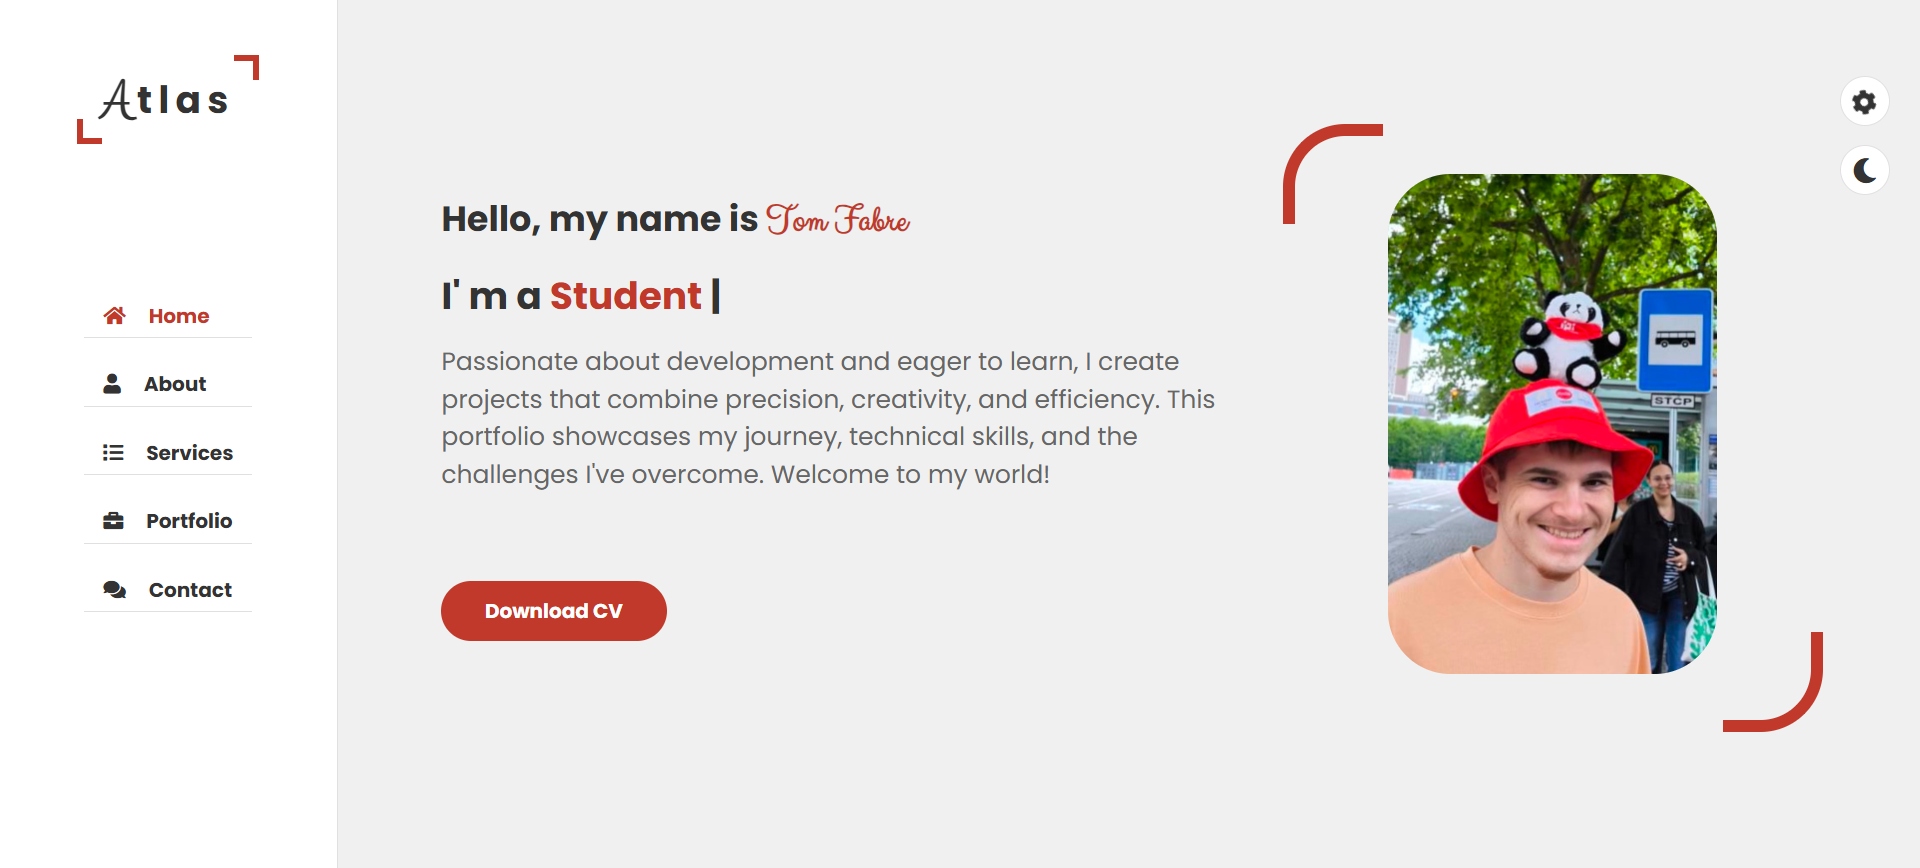 Atlas
Home
About
Services
Portfolio
Contact
Hello, my name is Tom Fabre
I' m a Student |
Passionate about development and eager to learn, I create
projects that combine precision, creativity, and efficiency. This
portfolio showcases my journey, technical skills, and the
challenges I've overcome. Welcome to my world!
Download CV
STCP